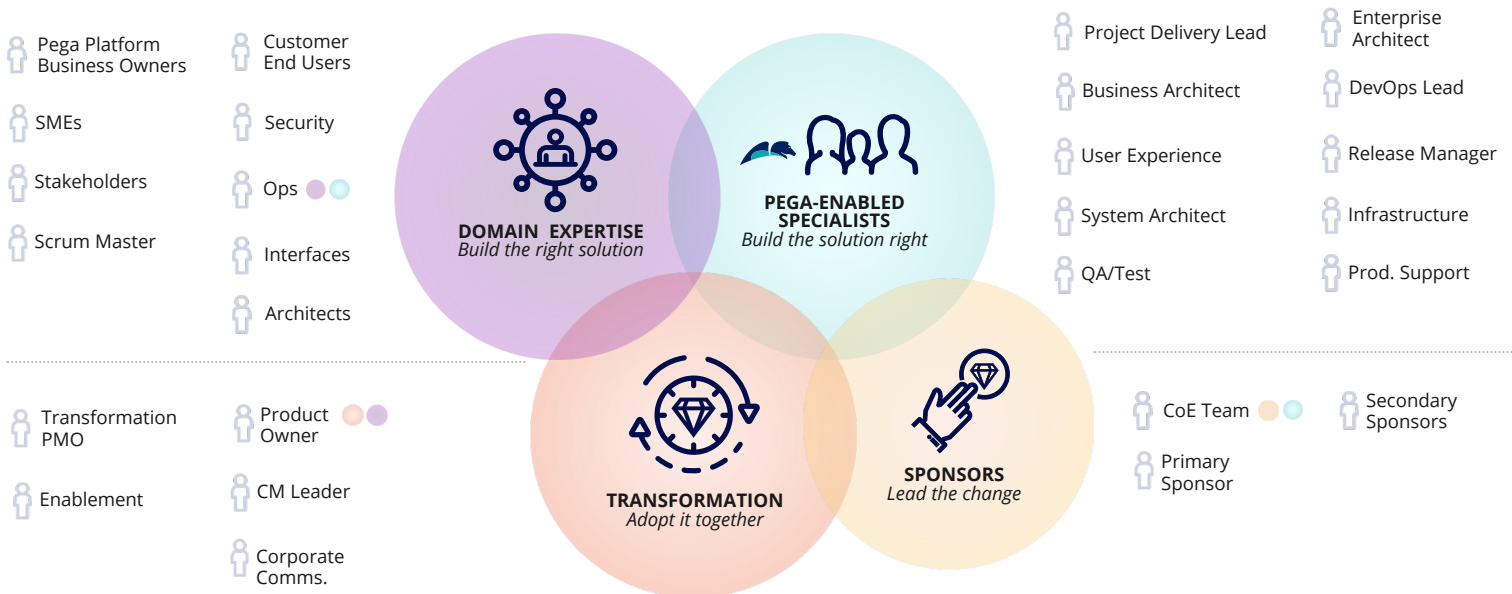 Pega Platform
Business Owners
SMEs
Stakeholders
Scrum Master
Customer
End Users
Security
Ops
Interfaces
Architects
DOMAIN EXPERTISE
Build the right solution
PEGA-ENABLED
SPECIALISTS
Build the solution right
Project Delivery Lead
Business Architect
User Experience
System Architect
QA/Test
Enterprise
Architect
DevOps Lead
Release Manager
Infrastructure
Prod. Support
Transformation
PMO
Enablement
Product
Owner
CM Leader
Corporate
Comms.
TRANSFORMATION
Adopt it together
SPONSORS
Lead the change
CoE Team
Primary
Sponsor
Secondary
Sponsors